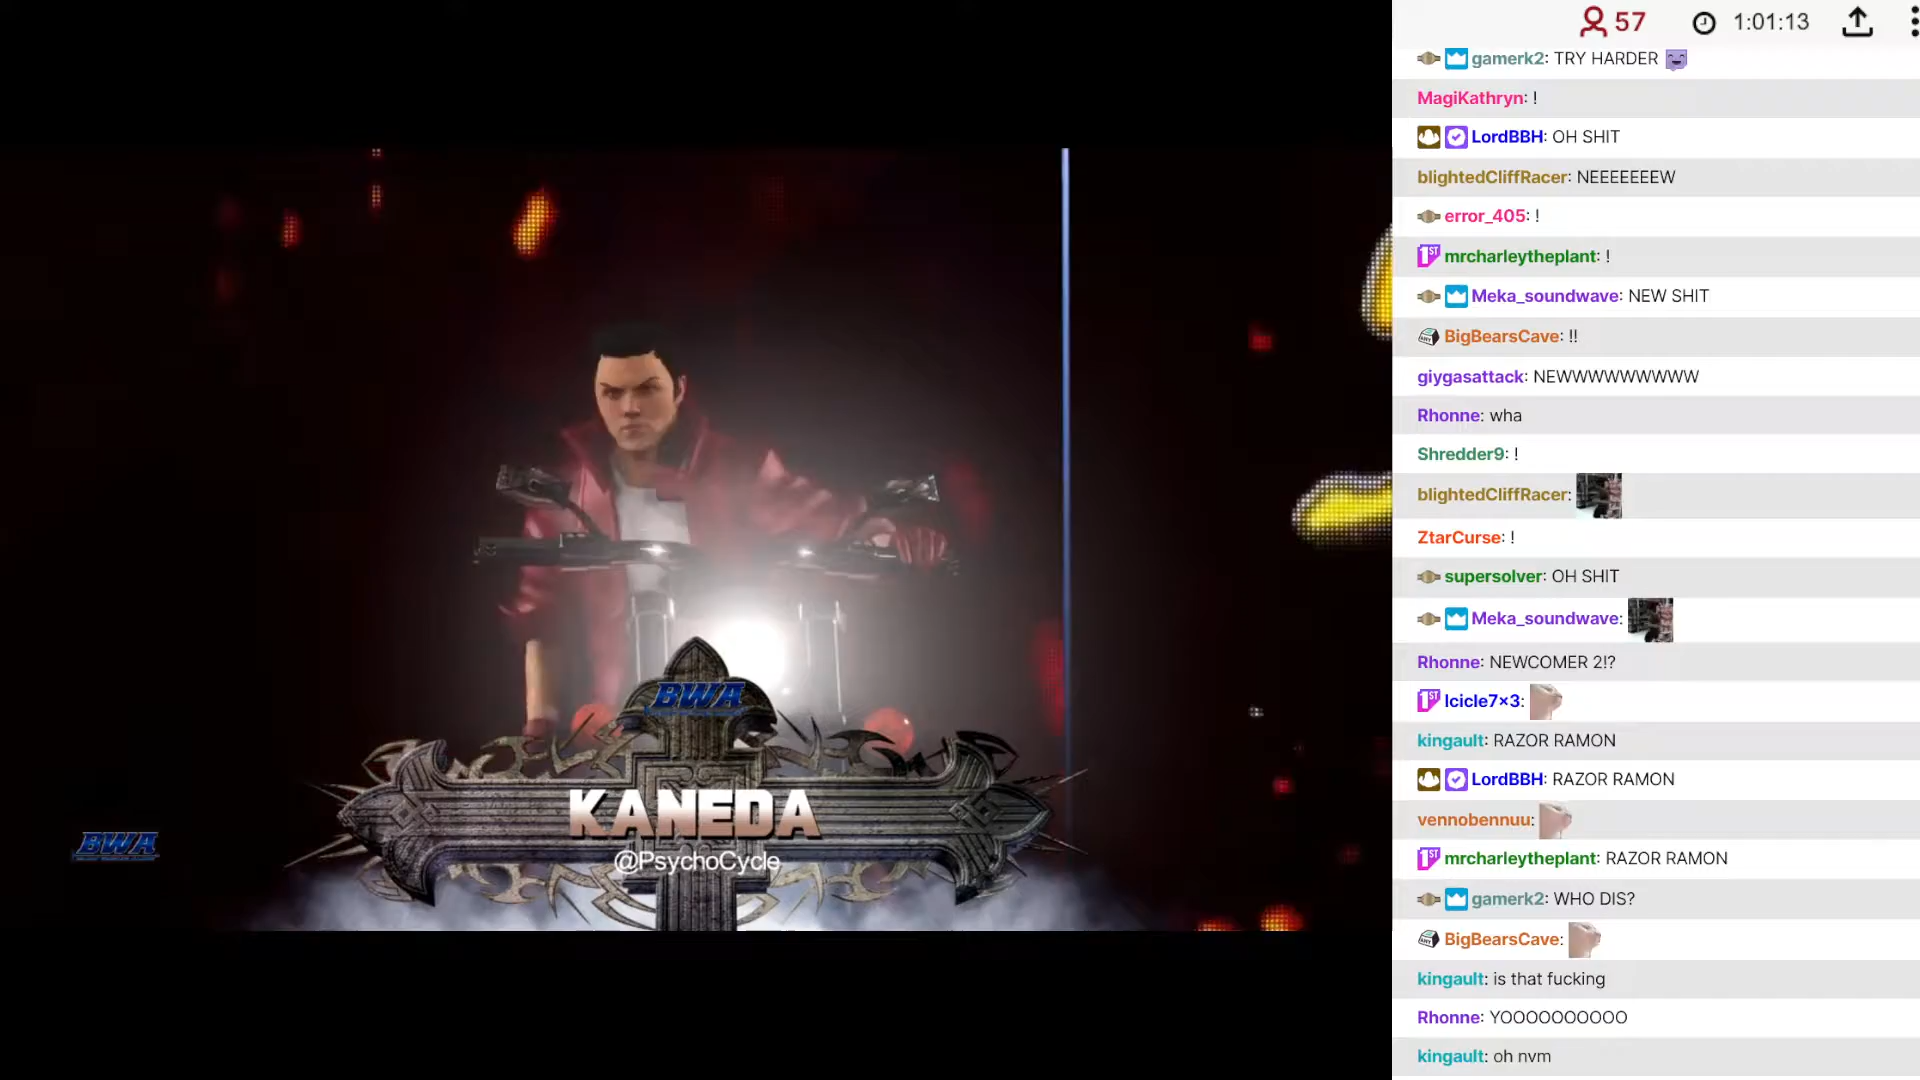 57 1:01:13
gamerk2: TRY HARDER
MagiKathryn: !
LordBBH: OH SHIT
blightedCliffRacer: NEEEEEEEW
error_405: !
1ST mrcharleytheplant: !
Meka_soundwave: NEW SHIT
BigBearsCave: !!
giygasattack: NEWWWWWWWWW
Rhonne: wha
Shredder9: !
blightedCliffRacer:
ZtarCurse: !
supersolver: OH SHIT
Meka_soundwave:
Rhonne: NEWCOMER 2!?
1ST Icicle7x3:
kingault: RAZOR RAMON
LordBBH: RAZOR RAMON
vennobennuu:
1ST mrcharleytheplant: RAZOR RAMON
gamerk2: WHO DIS?
BigBearsCave:
kingault: is that fucking
Rhonne: YOOOOOOOOOO
kingault: oh nvm
BWA
KANEDA
@PsychoCycle
BWA